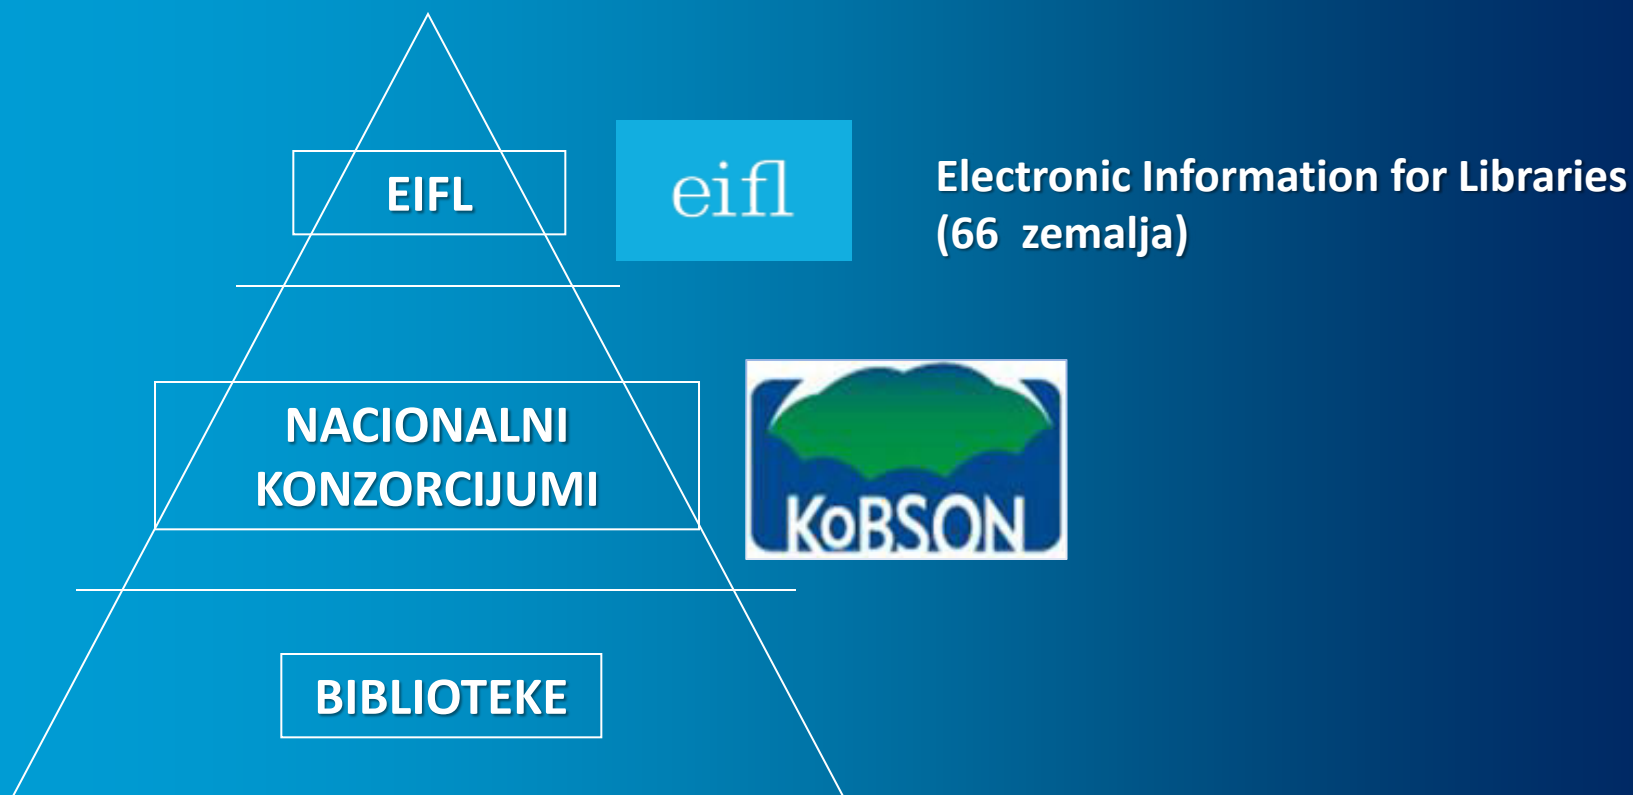 EIFL
eifl
Electronic Information for Libraries
(66 zemalja)
NACIONALNI
KONZORCIJUMI
KoBSON
BIBLIOTEKE